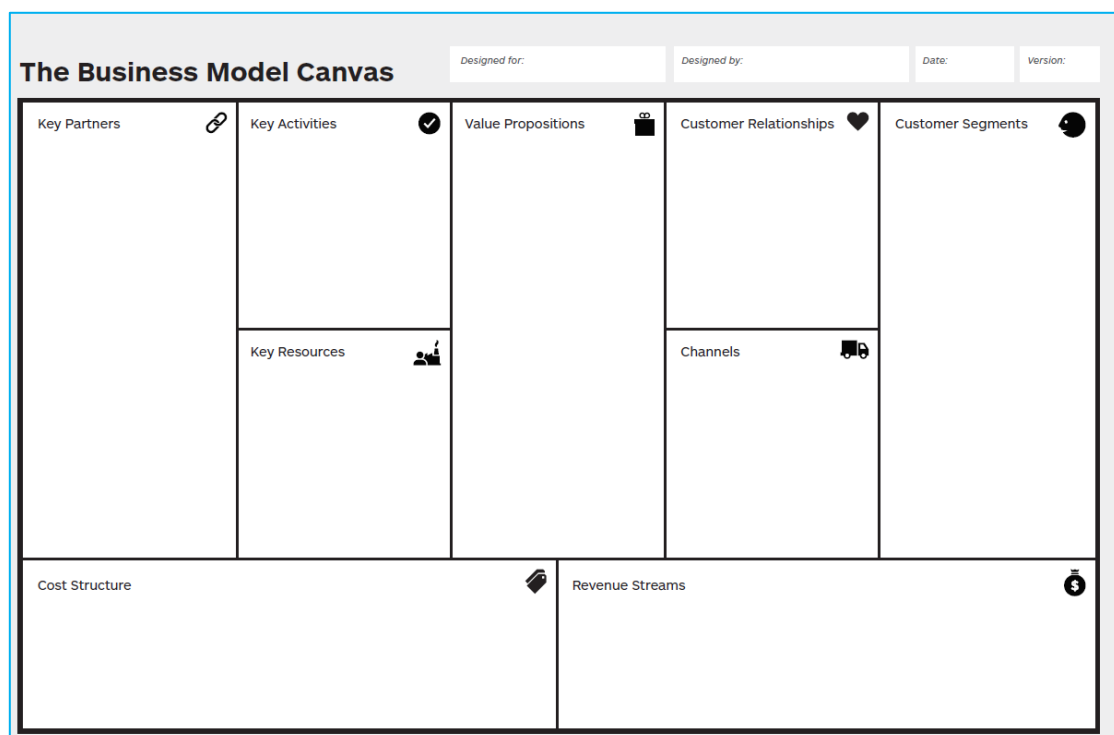 The Business Model Canvas
Designed for:
Designed by:
Date:
Version:
Key Partners
Key Activities
Value Propositions
Customer Relationships
Customer Segments
Key Resources
Channels
Cost Structure
Revenue Streams
$